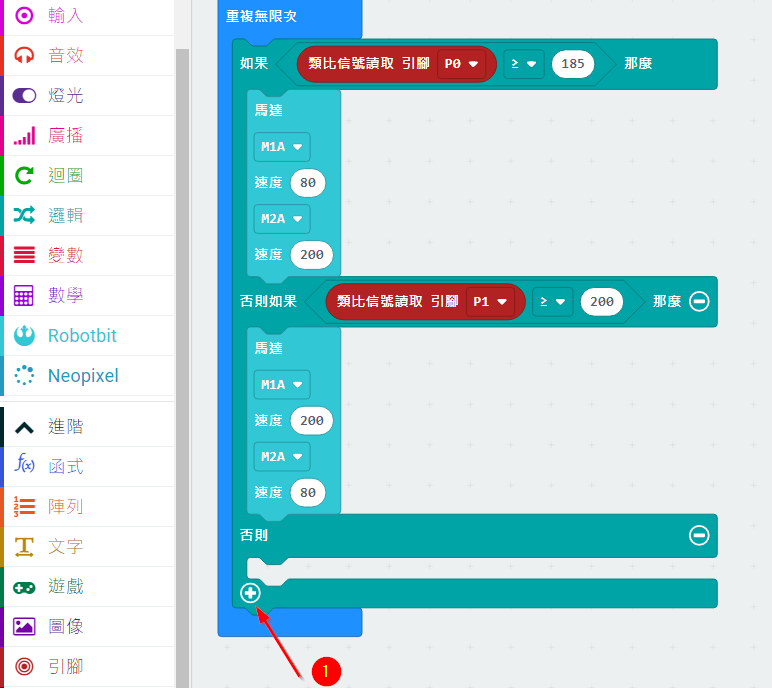 輸入
音效
燈光
廣播
迴圈
邏輯
變數
數學
Robotbit
Neopixel
進階
函式
陣列
文字
遊戲
圖像
引腳
重複無限次
如果 類比信號讀取 引腳 P0 ≥ 185 那麼
馬達
M1A
速度 80
M2A
速度 200
否則如果 類比信號讀取 引腳 P1 ≥ 200 那麼
馬達
M1A
速度 200
M2A
速度 80
否則
1